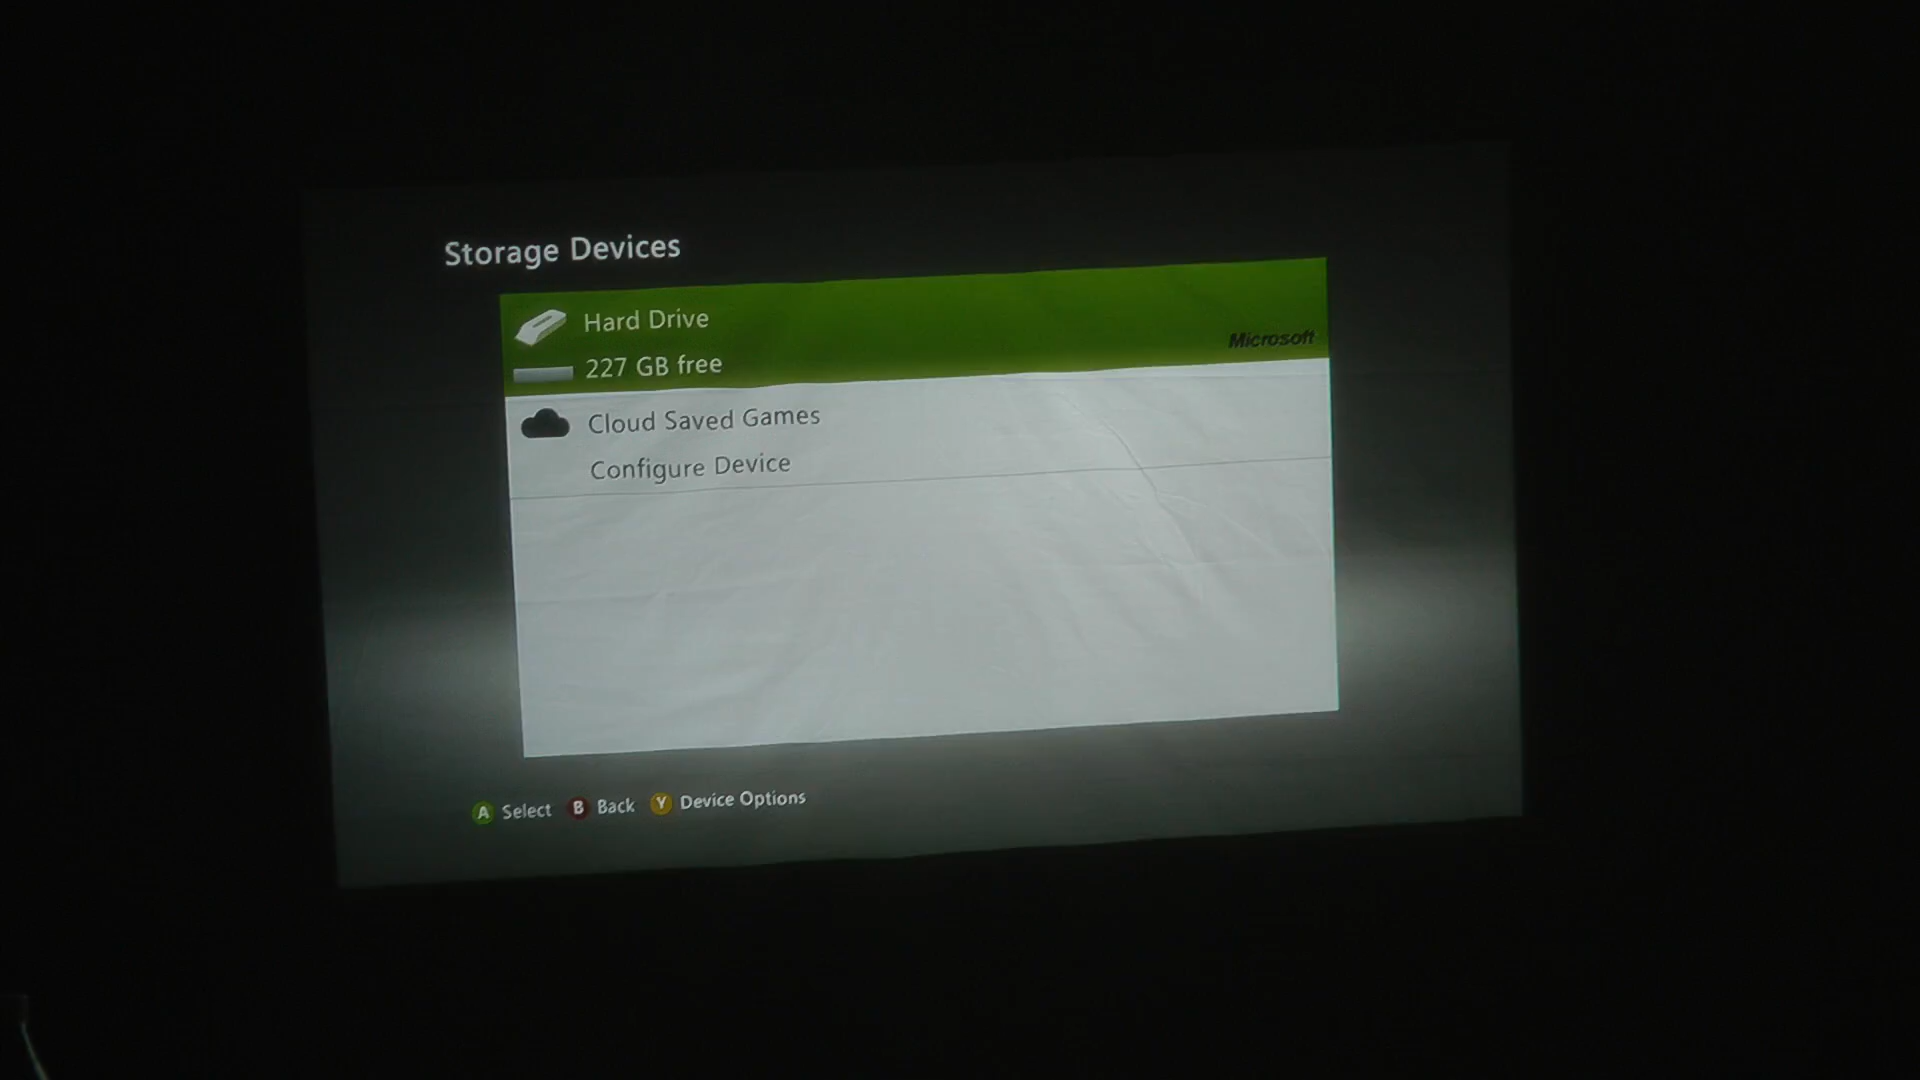 Storage Devices
Hard Drive
Microsoft
227 GB free
Cloud Saved Games
Configure Device
A Select B Back Y Device Options